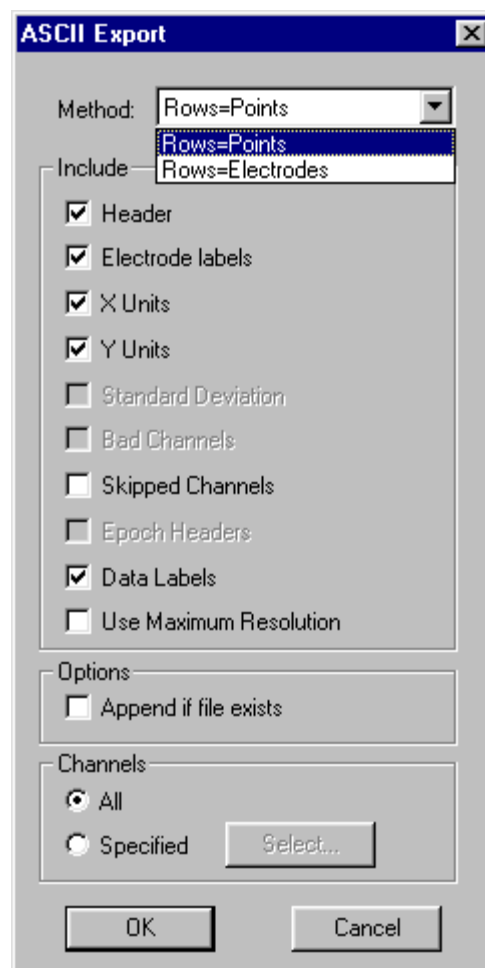 ASCII Export
Method: Rows=Points
Rows=Points
Rows=Electrodes
Include
Header
Electrode labels
X Units
Y Units
Standard Deviation
Bad Channels
Skipped Channels
Epoch Headers
Data Labels
Use Maximum Resolution
Options
Append if file exists
Channels
All
Specified Select...
OK Cancel